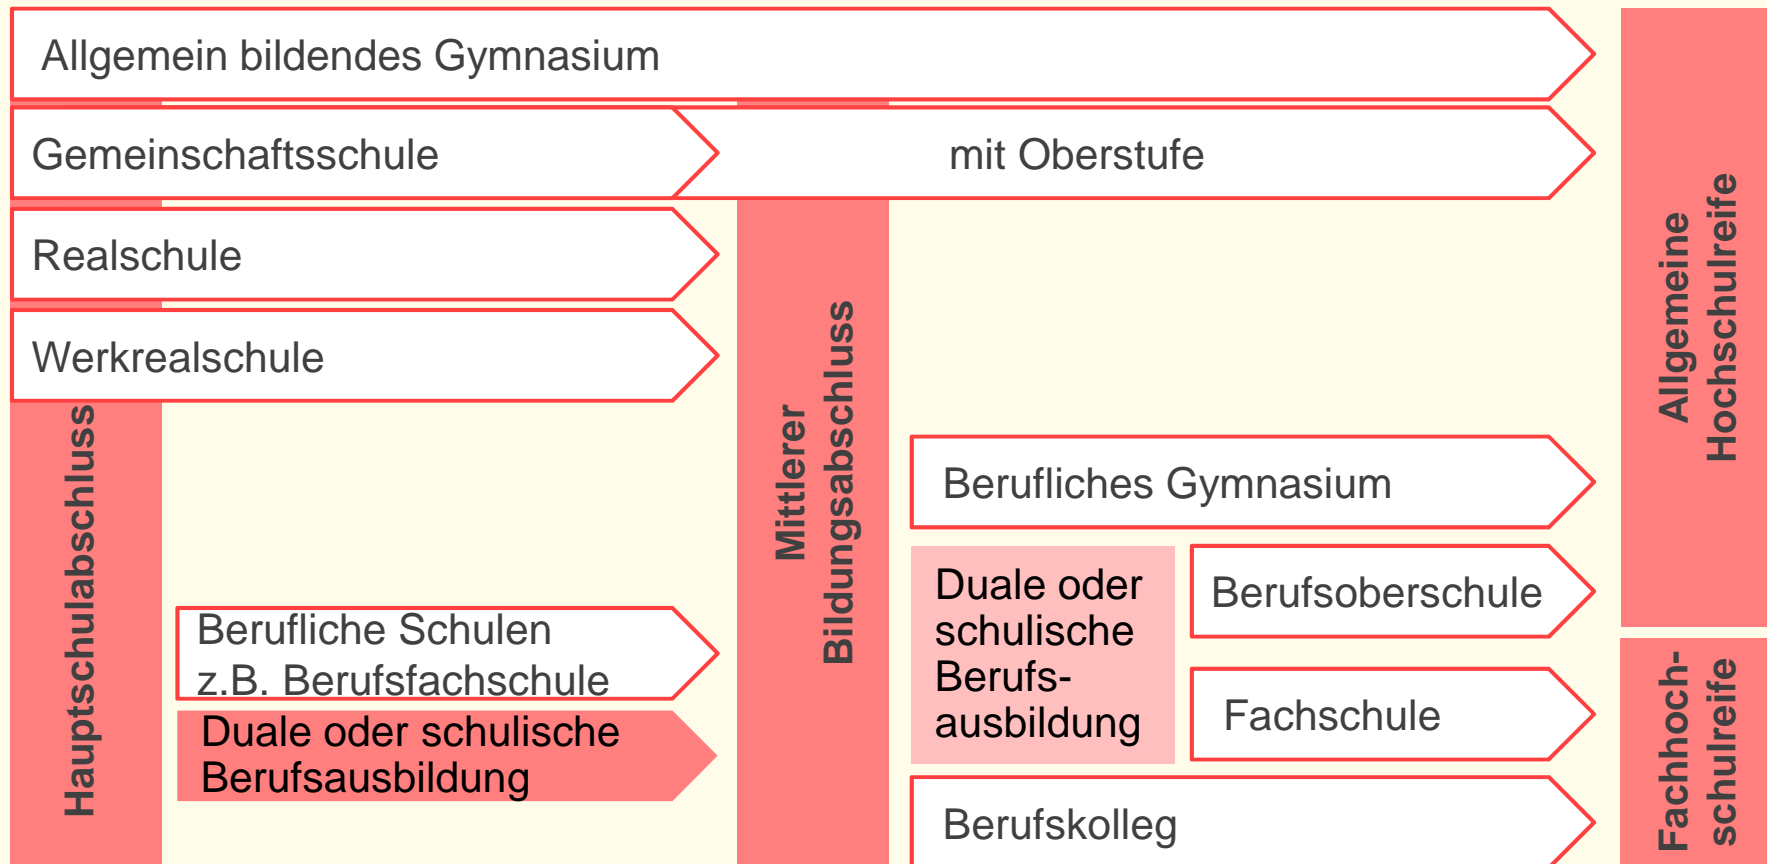 Allgemein bildendes Gymnasium
Gemeinschaftsschule
mit Oberstufe
Realschule
Werkrealschule
Hauptschulabschluss
Berufliche Schulen
z.B. Berufsfachschule
Duale oder schulische
Berufsausbildung
Mittlerer
Bildungsabschluss
Berufliches Gymnasium
Duale oder
schulische
Berufs-
ausbildung
Berufsoberschule
Fachschule
Berufskolleg
Allgemeine
Hochschulreife
Fachhoch-
schulreife